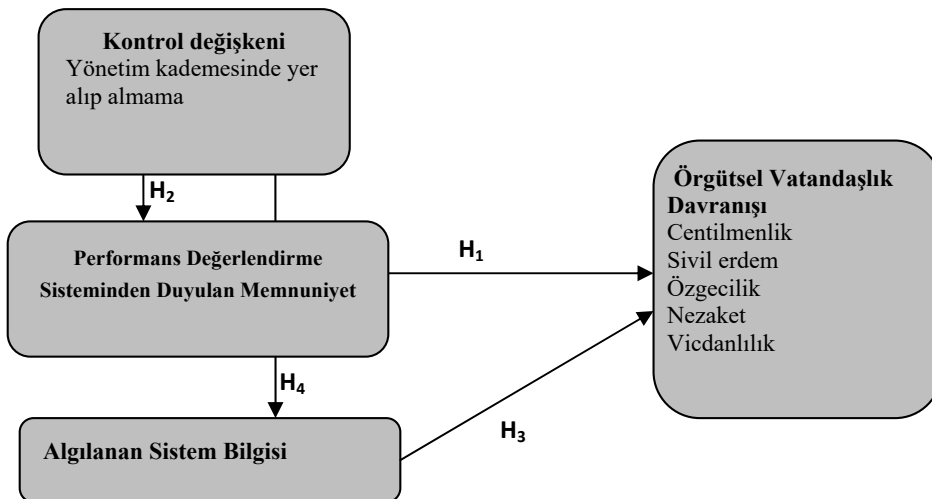 Kontrol değişkeni
Yönetim kademesinde yer
alıp almama
H₂
Performans Değerlendirme
Sisteminden Duyulan Memnuniyet
H₁
Örgütsel Vatandaşlık
Davranışı
Centilmenlik
Sivil erdem
Özgecilik
Nezaket
Vicdanlılık
H₄
H₃
Algılanan Sistem Bilgisi